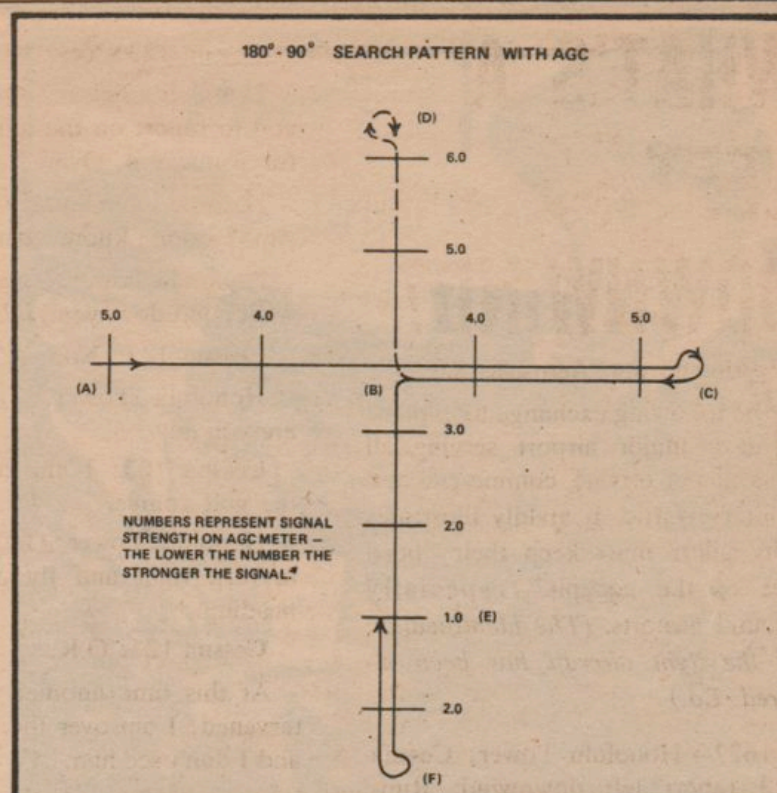 180° - 90° SEARCH PATTERN WITH AGC
(D)
6.0
5.0
5.0 4.0 4.0 5.0
(A) (B) (C)
3.0
NUMBERS REPRESENT SIGNAL
STRENGTH ON AGC METER –
THE LOWER THE NUMBER THE
STRONGER THE SIGNAL.
2.0
1.0 (E)
2.0
(F)